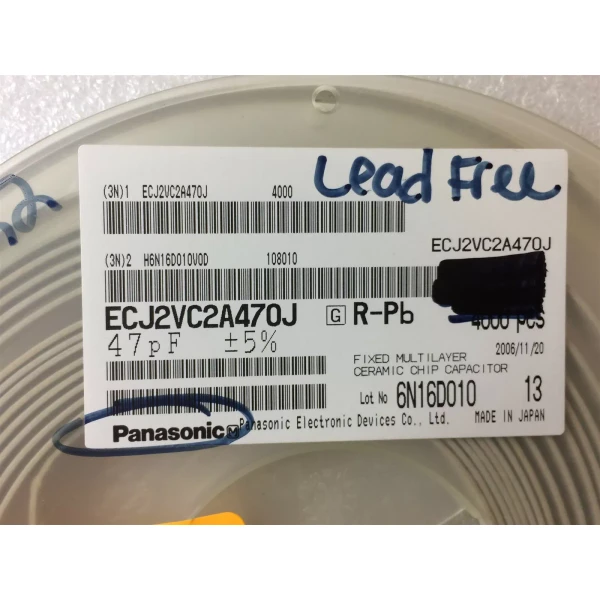 Lead Free
(3N)1 ECJ2VC2A470J 4000
ECJ2VC2A470J
(3N)2 H6N16D010V0D 108010
ECJ2VC2A470J G R-Pb
4000 pcs
47pF ±5%
2006/11/20
FIXED MULTILAYER
CERAMIC CHIP CAPACITOR
Lot No 6N16D010 13
Panasonic M Panasonic Electronic Devices Co., Ltd. MADE IN JAPAN